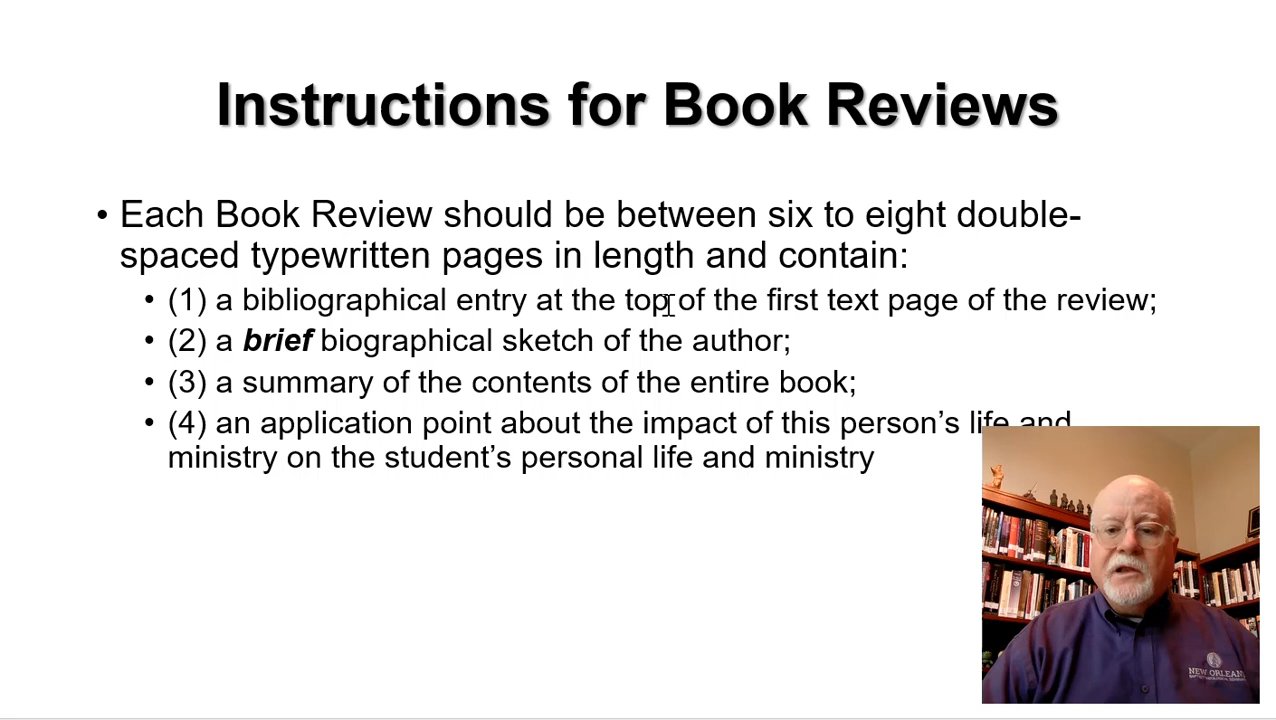 Instructions for Book Reviews
• Each Book Review should be between six to eight double-
spaced typewritten pages in length and contain:
• (1) a bibliographical entry at the top of the first text page of the review;
• (2) a brief biographical sketch of the author;
• (3) a summary of the contents of the entire book;
• (4) an application point about the impact of this person’s life and
ministry on the student’s personal life and ministry
NEW ORLEANS